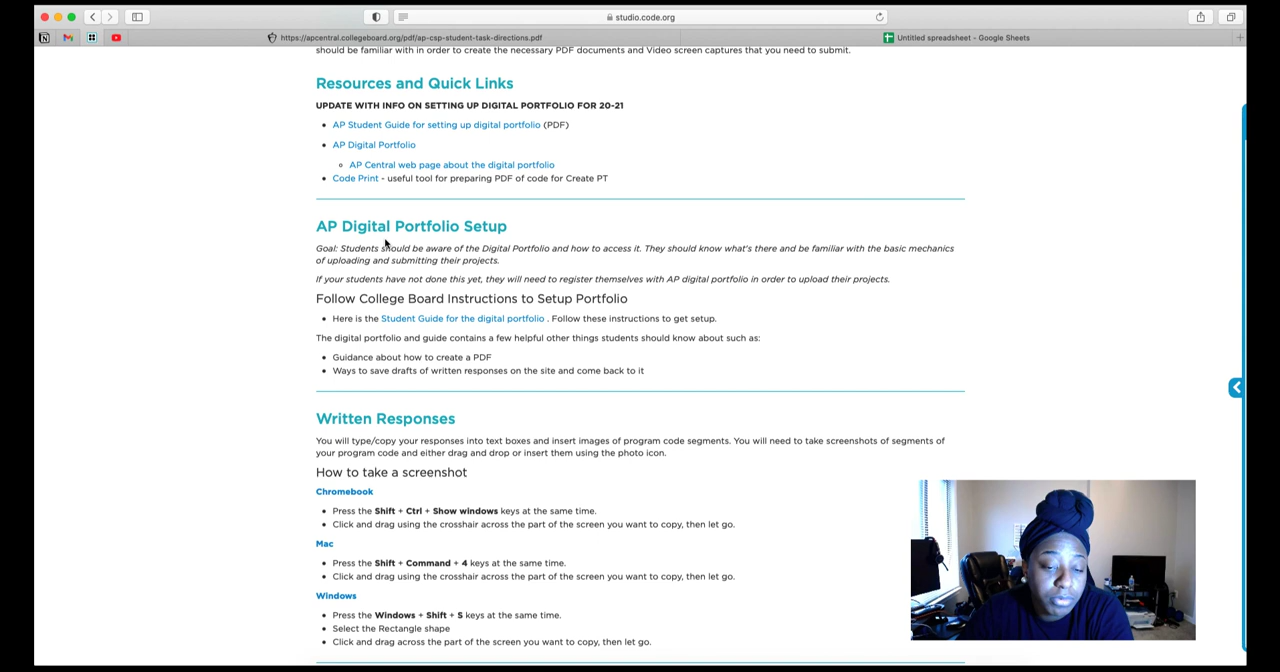 studio.code.org
https://apcentral.collegeboard.org/pdf/ap-csp-student-task-directions.pdf
Untitled spreadsheet - Google Sheets
should be familiar with in order to create the necessary PDF documents and Video screen captures that you need to submit.
Resources and Quick Links
UPDATE WITH INFO ON SETTING UP DIGITAL PORTFOLIO FOR 20-21
• AP Student Guide for setting up digital portfolio (PDF)
• AP Digital Portfolio
○ AP Central web page about the digital portfolio
• Code Print - useful tool for preparing PDF of code for Create PT
AP Digital Portfolio Setup
Goal: Students should be aware of the Digital Portfolio and how to access it. They should know what's there and be familiar with the basic mechanics
of uploading and submitting their projects.
If your students have not done this yet, they will need to register themselves with AP digital portfolio in order to upload their projects.
Follow College Board Instructions to Setup Portfolio
• Here is the Student Guide for the digital portfolio . Follow these instructions to get setup.
The digital portfolio and guide contains a few helpful other things students should know about such as:
• Guidance about how to create a PDF
• Ways to save drafts of written responses on the site and come back to it
Written Responses
You will type/copy your responses into text boxes and insert images of program code segments. You will need to take screenshots of segments of
your program code and either drag and drop or insert them using the photo icon.
How to take a screenshot
Chromebook
• Press the Shift + Ctrl + Show windows keys at the same time.
• Click and drag using the crosshair across the part of the screen you want to copy, then let go.
Mac
• Press the Shift + Command + 4 keys at the same time.
• Click and drag using the crosshair across the part of the screen you want to copy, then let go.
Windows
• Press the Windows + Shift + S keys at the same time.
• Select the Rectangle shape
• Click and drag across the part of the screen you want to copy, then let go.